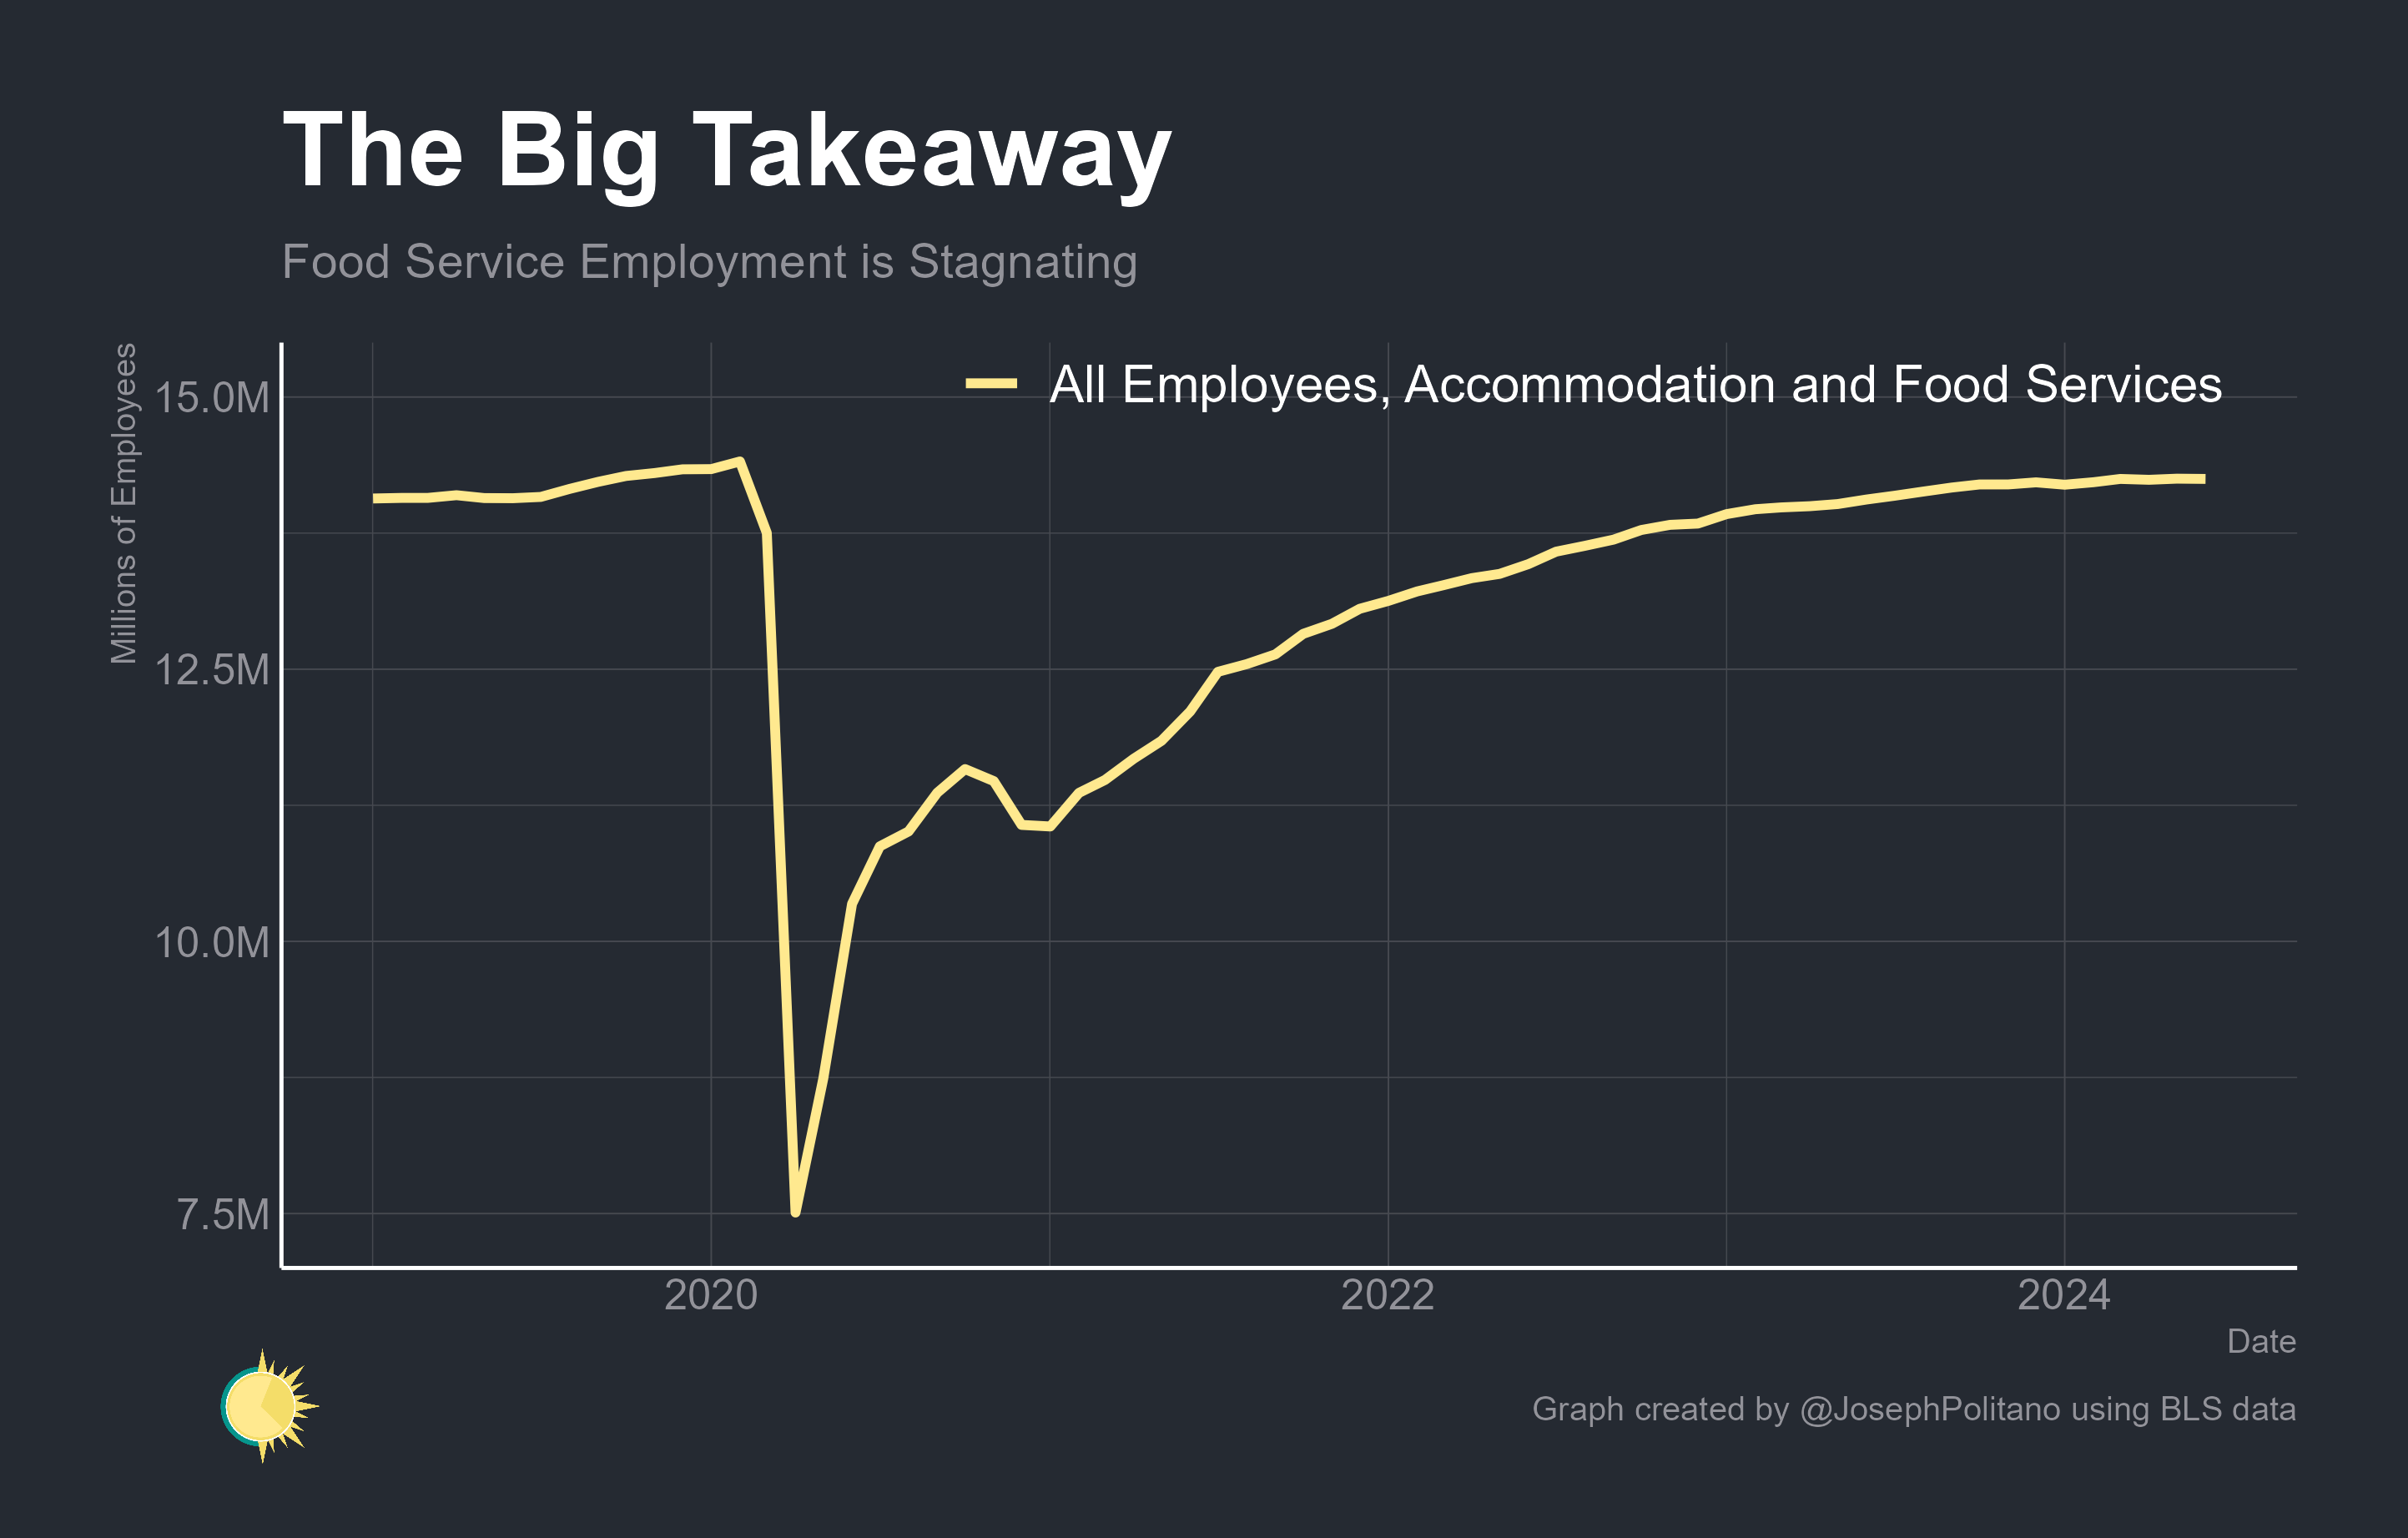 The Big Takeaway
Food Service Employment is Stagnating
Millions of Employees
All Employees, Accommodation and Food Services
15.0M
12.5M
10.0M
7.5M
2020
2022
2024
Date
Graph created by @JosephPolitano using BLS data